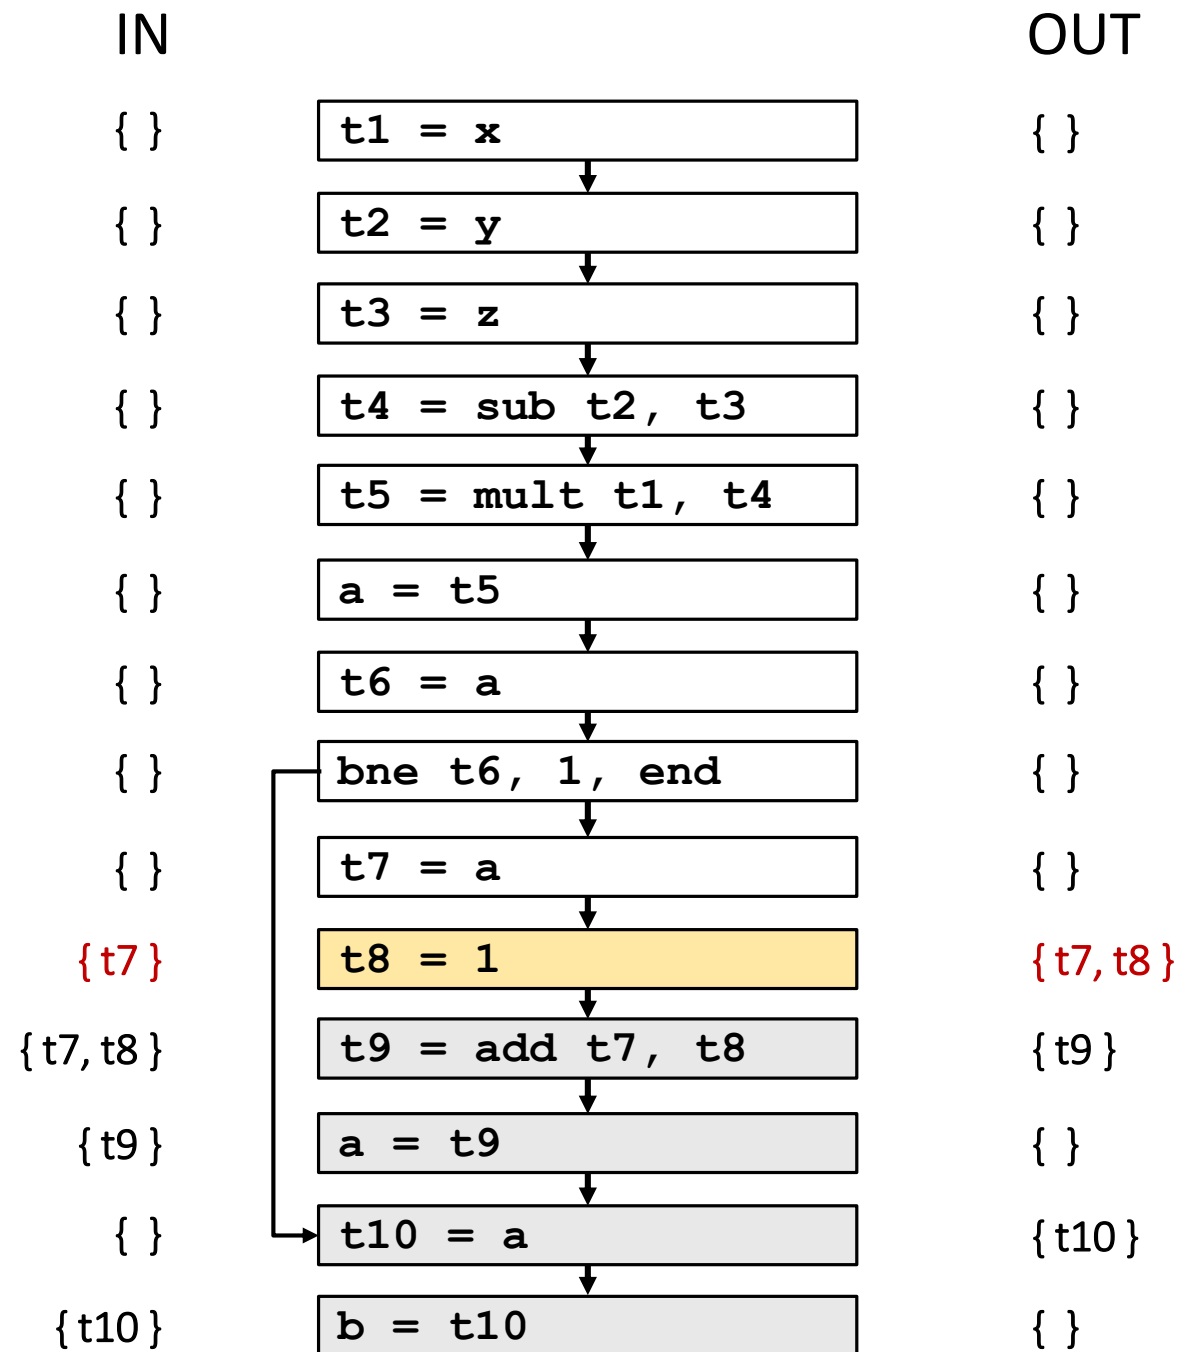 IN OUT
{ } t1 = x { }
{ } t2 = y { }
{ } t3 = z { }
{ } t4 = sub t2, t3 { }
{ } t5 = mult t1, t4 { }
{ } a = t5 { }
{ } t6 = a { }
{ } bne t6, 1, end { }
{ } t7 = a { }
{ t7 } t8 = 1 { t7, t8 }
{ t7, t8 } t9 = add t7, t8 { t9 }
{ t9 } a = t9 { }
{ } t10 = a { t10 }
{ t10 } b = t10 { }